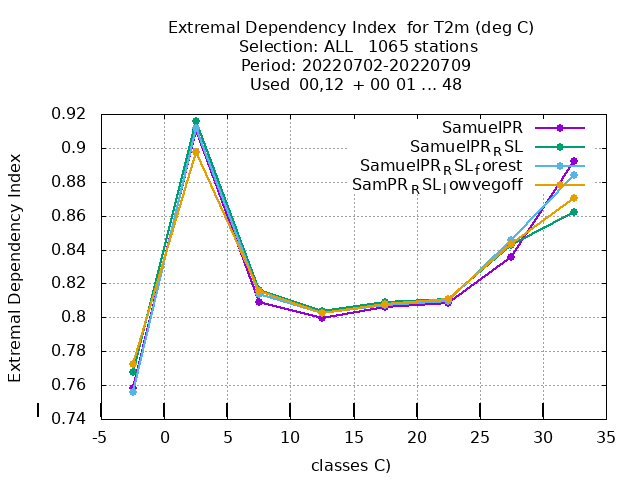 Extremal Dependency Index for T2m (deg C)
Selection: ALL 1065 stations
Period: 20220702-20220709
Used 00,12 + 00 01 ... 48
SamuelPR
SamuelPR_RSL
SamuelPR_RSL_forest
SamPR_RSL_lowvegoff
Extremal Dependency Index
0.92
0.9
0.88
0.86
0.84
0.82
0.8
0.78
0.76
0.74
-5
0
5
10
15
20
25
30
35
classes C)